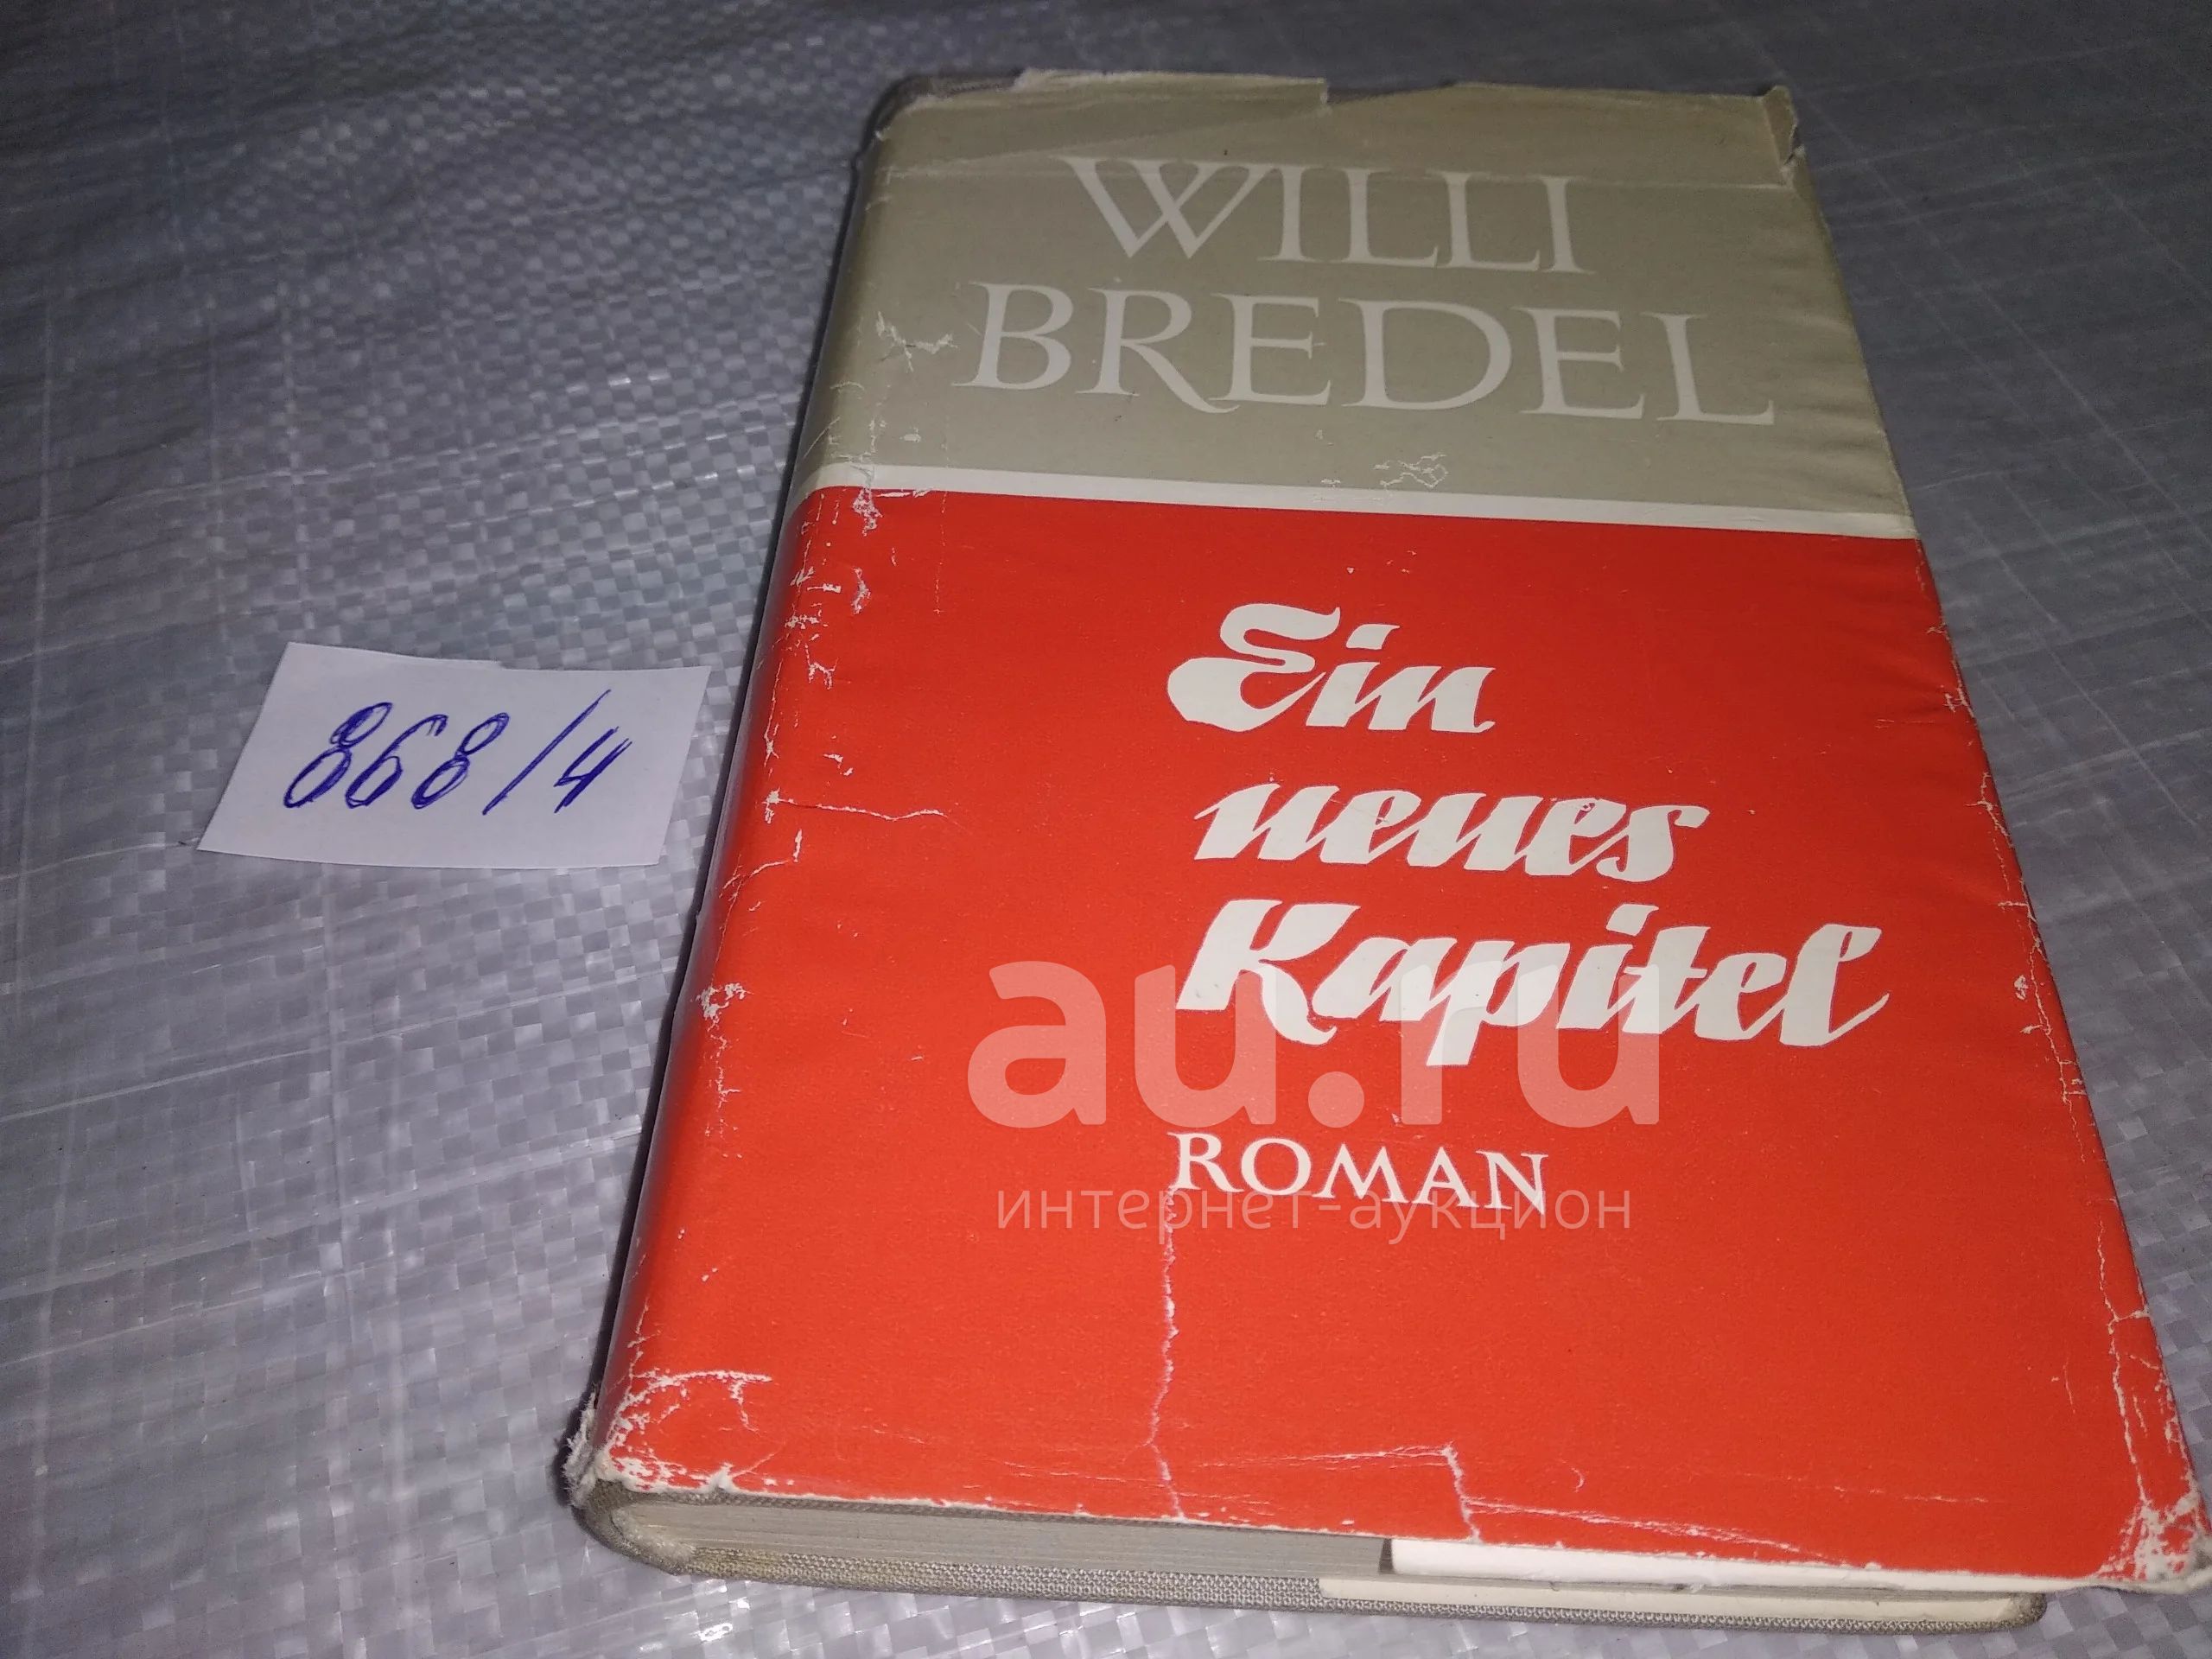 WILLI
BREDEL
Ein
neues
Kapitel
ROMAN
868/4
au.ru
интернет-аукцион